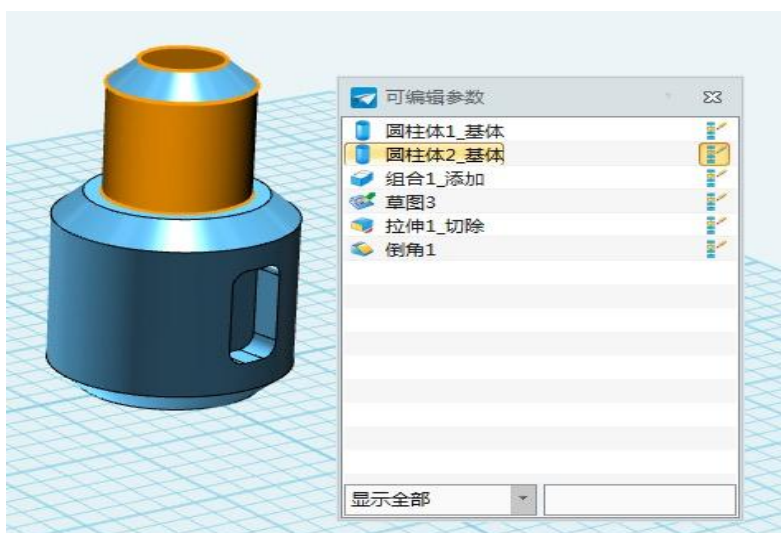 可编辑参数
圆柱体1_基体
圆柱体2_基体
组合1_添加
草图3
拉伸1_切除
倒角1
显示全部